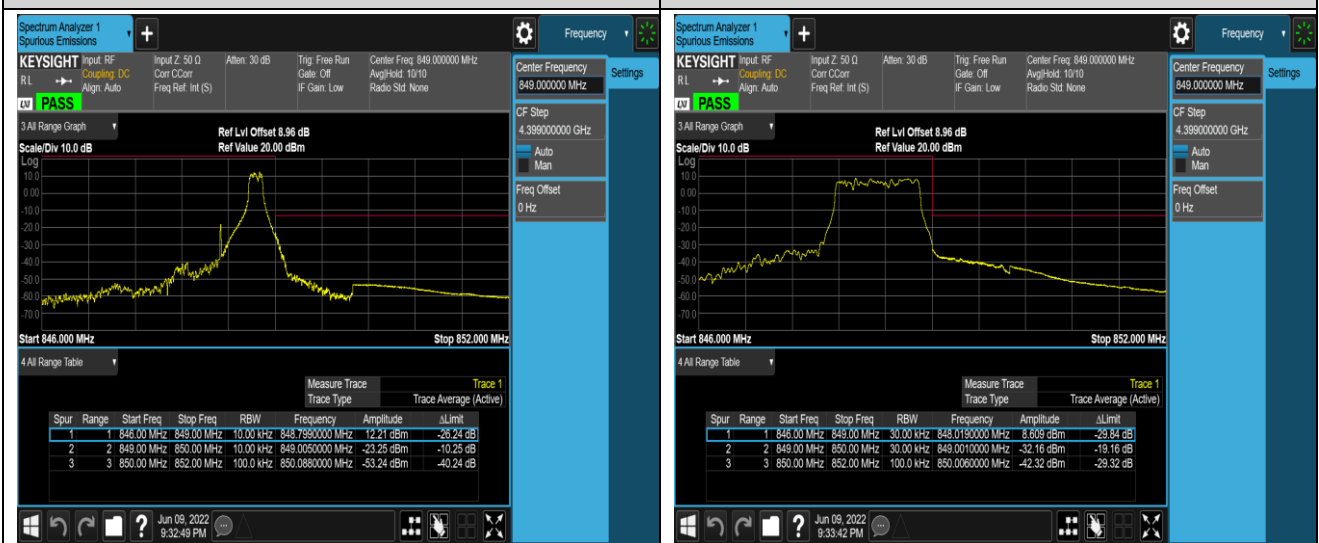 Spectrum Analyzer 1
Spurious Emissions
Frequency
KEYSIGHT
Input: RF
Coupling: DC
Align: Auto
Input Z: 50 Ω
Corr CCorr
Freq Ref: Int (S)
Atten: 30 dB
Trig: Free Run
Gate: Off
IF Gain: Low
Center Freq: 849.000000 MHz
Avg|Hold: 10/10
Radio Std: None
RL
LXI
PASS
Center Frequency
849.000000 MHz
Settings
CF Step
4.399000000 GHz
Auto
Man
Freq Offset
0 Hz
3 All Range Graph
Ref Lvl Offset 8.96 dB
Scale/Div 10.0 dB
Ref Value 20.00 dBm
Log
10.0
0.00
-10.0
-20.0
-30.0
-40.0
-50.0
-60.0
-70.0
Start 846.000 MHz
Stop 852.000 MHz
4 All Range Table
Measure Trace Trace 1
Trace Type Trace Average (Active)
Spur Range Start Freq Stop Freq RBW Frequency Amplitude ΔLimit
1 1 846.00 MHz 849.00 MHz 10.00 kHz 848.7990000 MHz 12.21 dBm -26.24 dB
2 2 849.00 MHz 850.00 MHz 10.00 kHz 849.0050000 MHz -23.25 dBm -10.25 dB
3 3 850.00 MHz 852.00 MHz 100.0 kHz 850.0880000 MHz -53.24 dBm -40.24 dB
?
Jun 09, 2022
9:32:49 PM
Spectrum Analyzer 1
Spurious Emissions
Frequency
KEYSIGHT
Input: RF
Coupling: DC
Align: Auto
Input Z: 50 Ω
Corr CCorr
Freq Ref: Int (S)
Atten: 30 dB
Trig: Free Run
Gate: Off
IF Gain: Low
Center Freq: 849.000000 MHz
Avg|Hold: 10/10
Radio Std: None
RL
LXI
PASS
Center Frequency
849.000000 MHz
Settings
CF Step
4.399000000 GHz
Auto
Man
Freq Offset
0 Hz
3 All Range Graph
Ref Lvl Offset 8.96 dB
Scale/Div 10.0 dB
Ref Value 20.00 dBm
Log
10.0
0.00
-10.0
-20.0
-30.0
-40.0
-50.0
-60.0
-70.0
Start 846.000 MHz
Stop 852.000 MHz
4 All Range Table
Measure Trace Trace 1
Trace Type Trace Average (Active)
Spur Range Start Freq Stop Freq RBW Frequency Amplitude ΔLimit
1 1 846.00 MHz 849.00 MHz 30.00 kHz 848.0190000 MHz 8.609 dBm -29.84 dB
2 2 849.00 MHz 850.00 MHz 30.00 kHz 849.0010000 MHz -32.16 dBm -19.16 dB
3 3 850.00 MHz 852.00 MHz 100.0 kHz 850.0060000 MHz -42.32 dBm -29.32 dB
?
Jun 09, 2022
9:33:42 PM